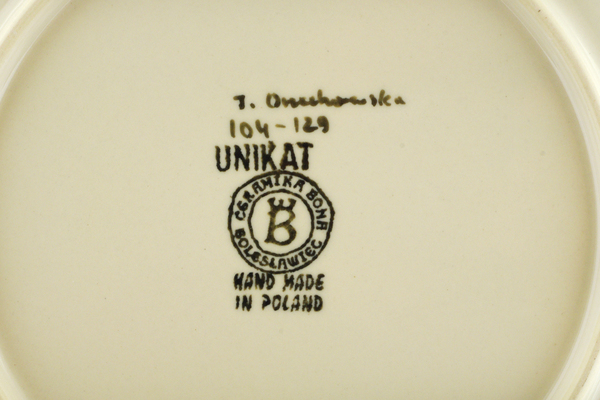 104-129
UNIKAT
CERAMIKA BONA
B
BOLESŁAWIEC
HAND MADE
IN POLAND